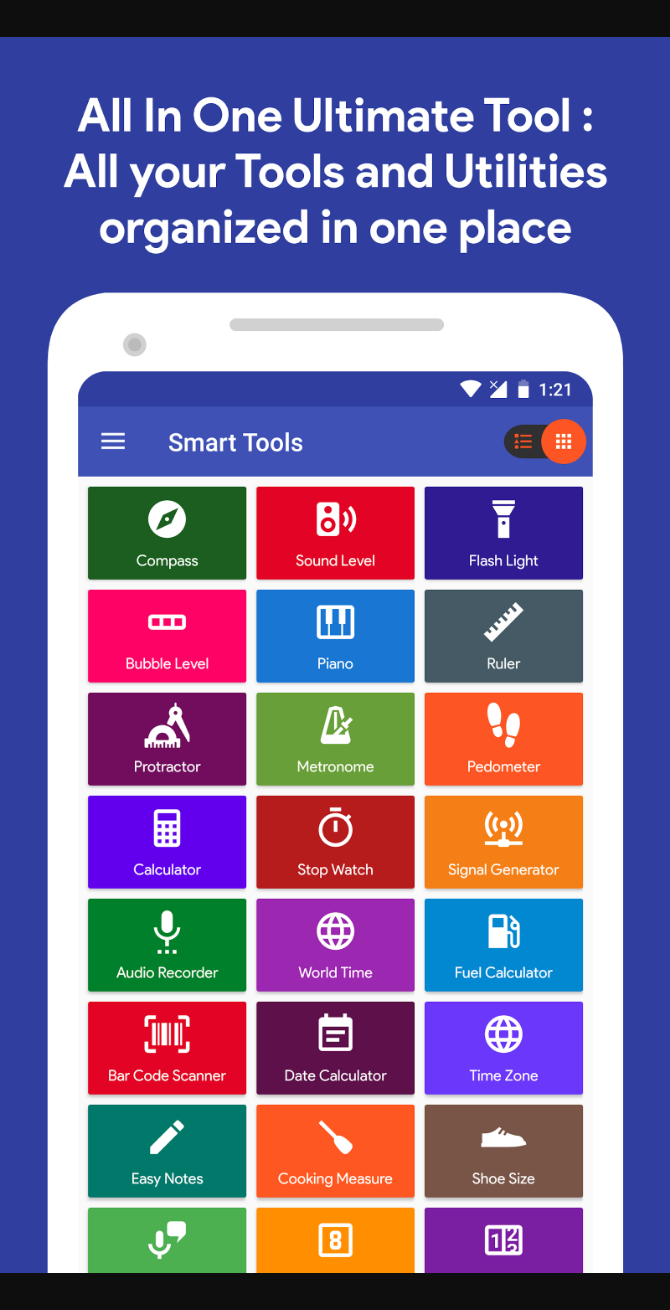 All In One Ultimate Tool :
All your Tools and Utilities
organized in one place
1:21
Smart Tools
Compass
Sound Level
Flash Light
Bubble Level
Piano
Ruler
Protractor
Metronome
Pedometer
Calculator
Stop Watch
Signal Generator
Audio Recorder
World Time
Fuel Calculator
Bar Code Scanner
Date Calculator
Time Zone
Easy Notes
Cooking Measure
Shoe Size
8
12